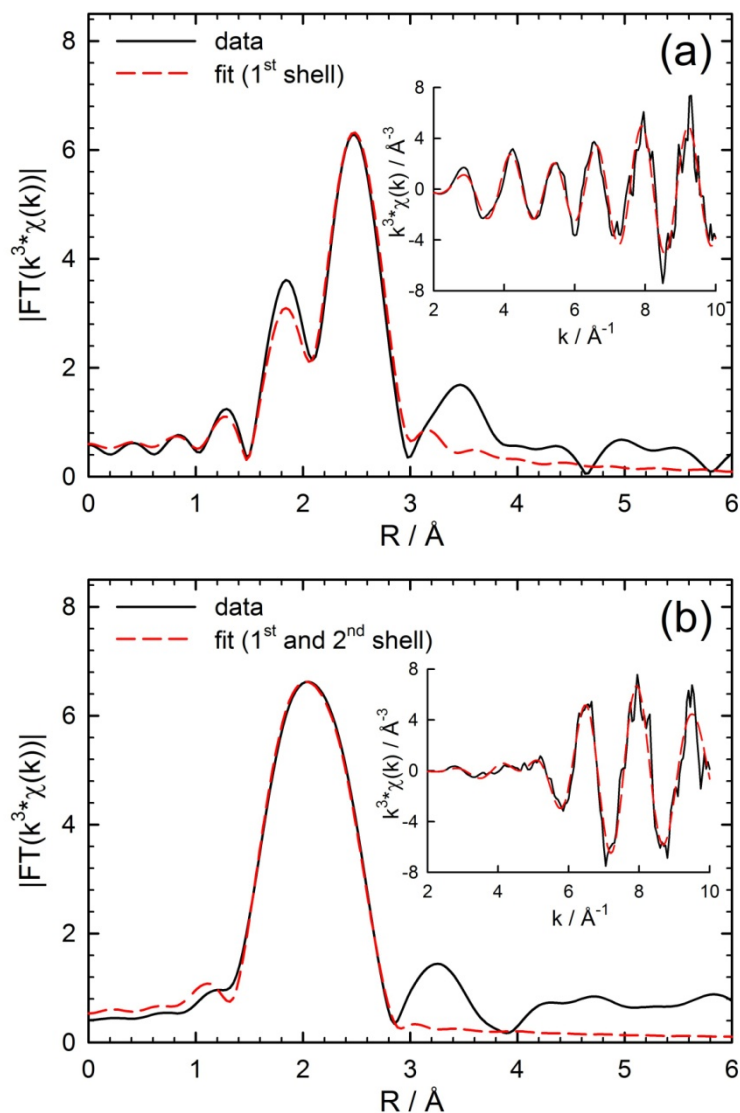 8
6
4
2
0
|FT(k³*χ(k))|
data
fit (1st shell)
(a)
8
4
0
-4
-8
k³*χ(k) / Å⁻³
2 4 6 8 10
k / Å⁻¹
0 1 2 3 4 5 6
R / Å
8
6
4
2
0
|FT(k³*χ(k))|
data
fit (1st and 2nd shell)
(b)
8
4
0
-4
-8
k³*χ(k) / Å⁻³
2 4 6 8 10
k / Å⁻¹
0 1 2 3 4 5 6
R / Å